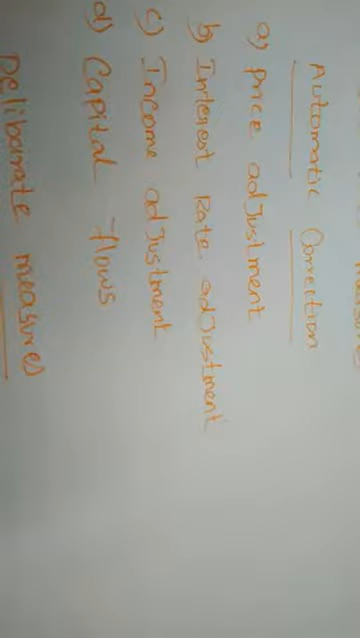 Automatic Correction
a) Price adjustment
b) Interest Rate adjustment
c) Income adjustment
d) Capital flows
Deliberate measures